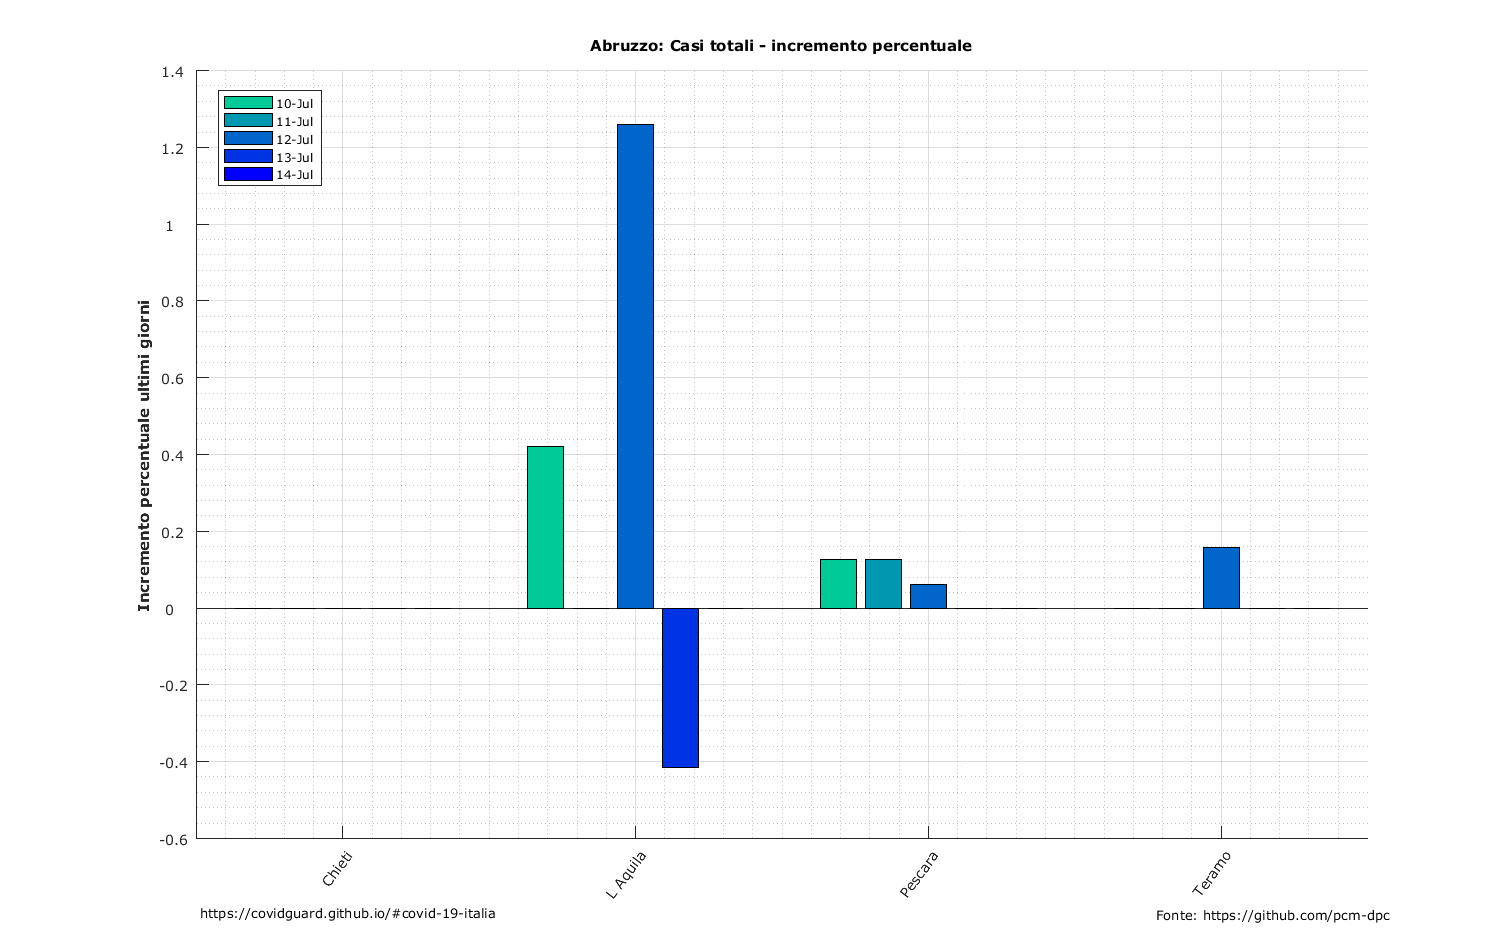 Abruzzo: Casi totali - incremento percentuale
1.4
1.2
1
0.8
0.6
0.4
0.2
0
-0.2
-0.4
-0.6
Incremento percentuale ultimi giorni
10-Jul
11-Jul
12-Jul
13-Jul
14-Jul
Chieti
L Aquila
Pescara
Teramo
https://covidguard.github.io/#covid-19-italia
Fonte: https://github.com/pcm-dpc